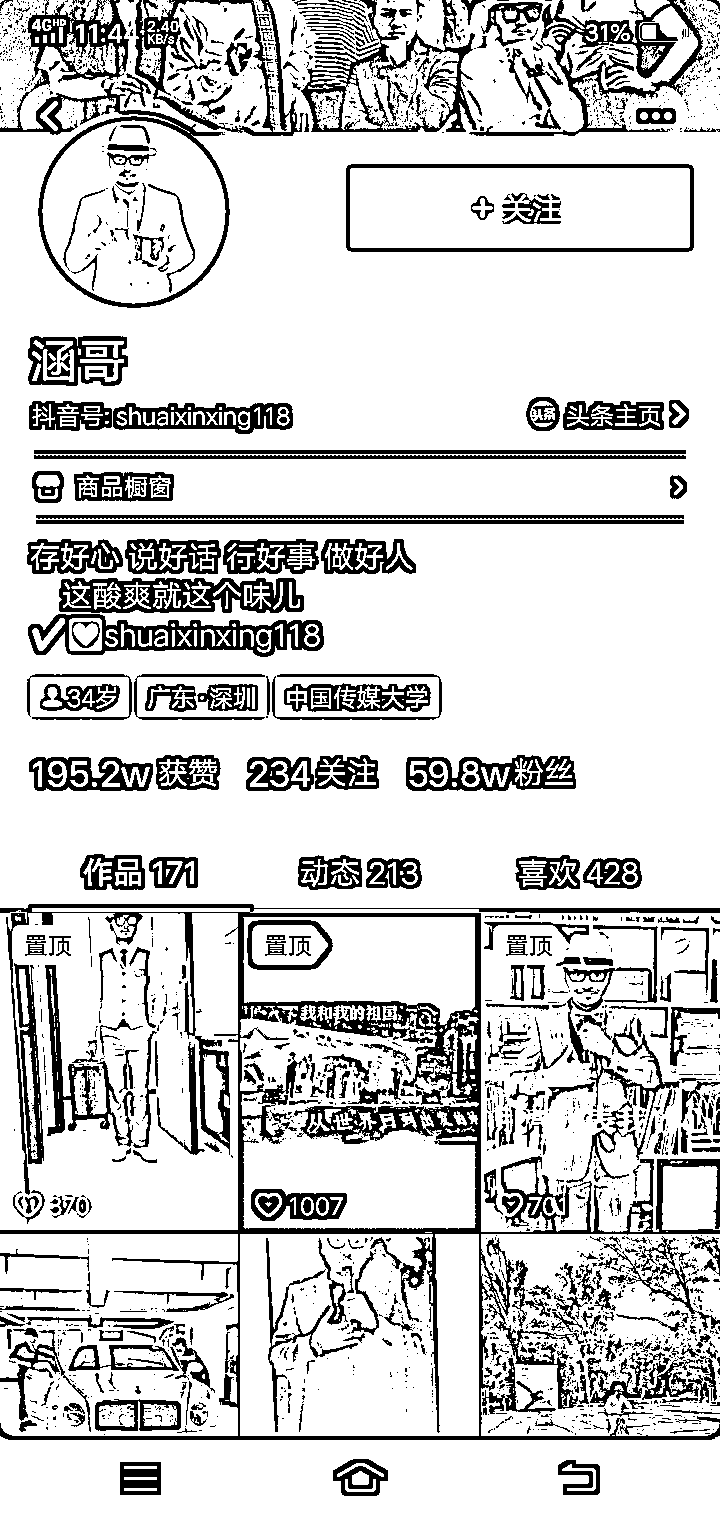 4GHP 11:44 2.40 KB/s 31%
+ 关注
涵哥
抖音号: shuaixinxing118 头条 头条主页
商品橱窗
存好心 说好话 行好事 做好人
这酸爽就这个味儿
shuaixinxing118
34岁 广东·深圳 中国传媒大学
195.2w 获赞 234 关注 59.8w 粉丝
作品 171 动态 213 喜欢 428
置顶 置顶 置顶
我和我的祖国
370 1007